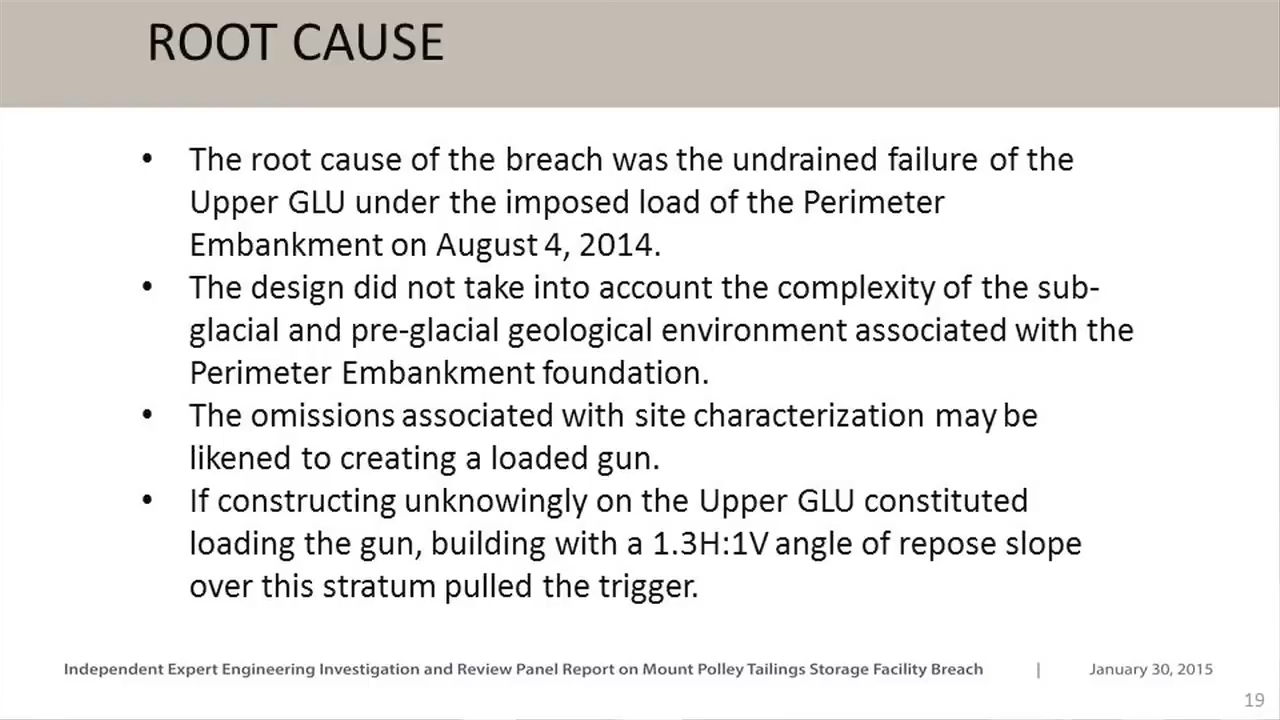 ROOT CAUSE
• The root cause of the breach was the undrained failure of the
Upper GLU under the imposed load of the Perimeter
Embankment on August 4, 2014.
• The design did not take into account the complexity of the sub-
glacial and pre-glacial geological environment associated with the
Perimeter Embankment foundation.
• The omissions associated with site characterization may be
likened to creating a loaded gun.
• If constructing unknowingly on the Upper GLU constituted
loading the gun, building with a 1.3H:1V angle of repose slope
over this stratum pulled the trigger.
Independent Expert Engineering Investigation and Review Panel Report on Mount Polley Tailings Storage Facility Breach | January 30, 2015
19